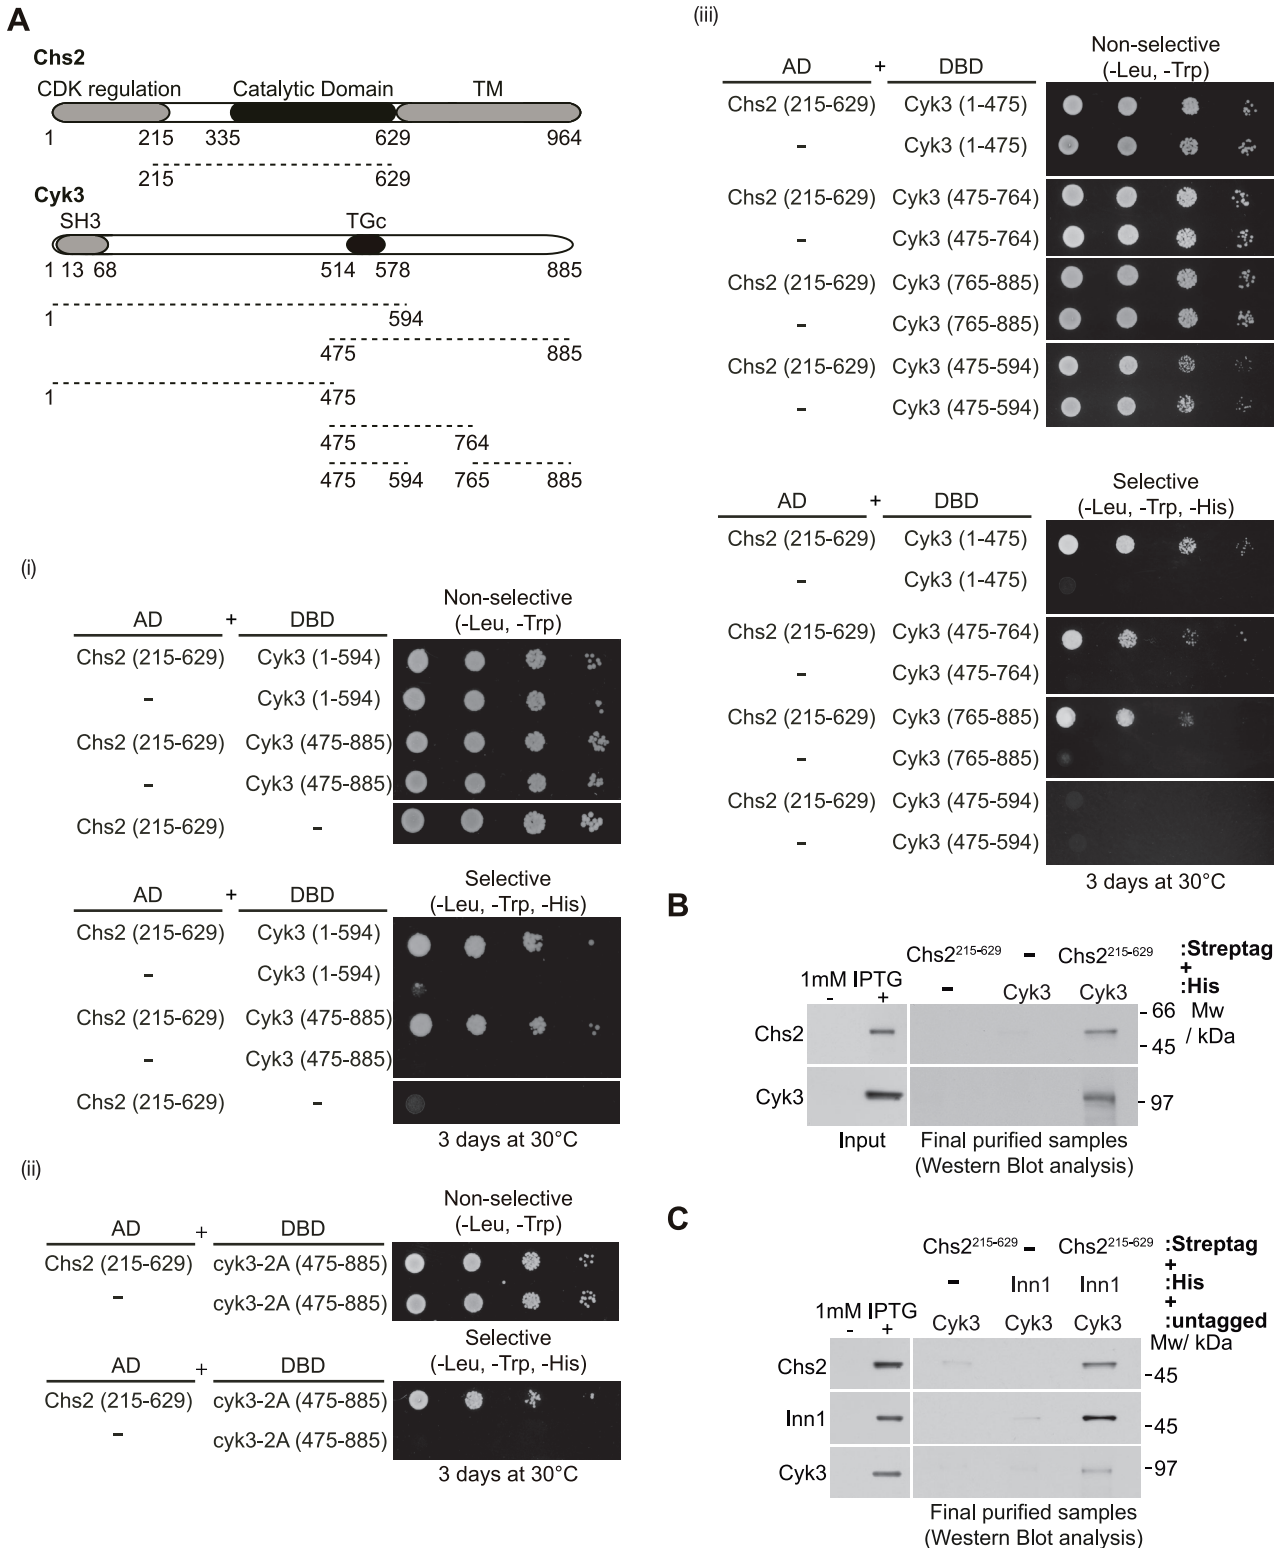 A
Chs2
CDK regulation Catalytic Domain TM
1 215 335 629 964
215 629
Cyk3
SH3 TGc
1 13 68 514 578 885
1 594
475 885
1 475
475 764
475 594 765 885
(i)
Non-selective
(-Leu, -Trp)
AD + DBD
Chs2 (215-629) Cyk3 (1-594)
- Cyk3 (1-594)
Chs2 (215-629) Cyk3 (475-885)
- Cyk3 (475-885)
Chs2 (215-629) -
Selective
(-Leu, -Trp, -His)
AD + DBD
Chs2 (215-629) Cyk3 (1-594)
- Cyk3 (1-594)
Chs2 (215-629) Cyk3 (475-885)
- Cyk3 (475-885)
Chs2 (215-629) -
3 days at 30°C
(ii)
Non-selective
(-Leu, -Trp)
AD + DBD
Chs2 (215-629) cyk3-2A (475-885)
- cyk3-2A (475-885)
Selective
(-Leu, -Trp, -His)
AD + DBD
Chs2 (215-629) cyk3-2A (475-885)
- cyk3-2A (475-885)
3 days at 30°C
(iii)
Non-selective
(-Leu, -Trp)
AD + DBD
Chs2 (215-629) Cyk3 (1-475)
- Cyk3 (1-475)
Chs2 (215-629) Cyk3 (475-764)
- Cyk3 (475-764)
Chs2 (215-629) Cyk3 (765-885)
- Cyk3 (765-885)
Chs2 (215-629) Cyk3 (475-594)
- Cyk3 (475-594)
Selective
(-Leu, -Trp, -His)
AD + DBD
Chs2 (215-629) Cyk3 (1-475)
- Cyk3 (1-475)
Chs2 (215-629) Cyk3 (475-764)
- Cyk3 (475-764)
Chs2 (215-629) Cyk3 (765-885)
- Cyk3 (765-885)
Chs2 (215-629) Cyk3 (475-594)
- Cyk3 (475-594)
3 days at 30°C
B
Chs2²¹⁵⁻⁶²⁹ - Chs2²¹⁵⁻⁶²⁹ :Streptag
+
1mM IPTG - Cyk3 Cyk3 :His
- +
Mw
/ kDa
Chs2
- 66
- 45
Cyk3
- 97
Input Final purified samples
(Western Blot analysis)
C
Chs2²¹⁵⁻⁶²⁹ - Chs2²¹⁵⁻⁶²⁹ :Streptag
+
- Inn1 Inn1 :His
+
1mM IPTG Cyk3 Cyk3 Cyk3 :untagged
- +
Mw/ kDa
Chs2 -45
Inn1 -45
Cyk3 -97
Final purified samples
(Western Blot analysis)